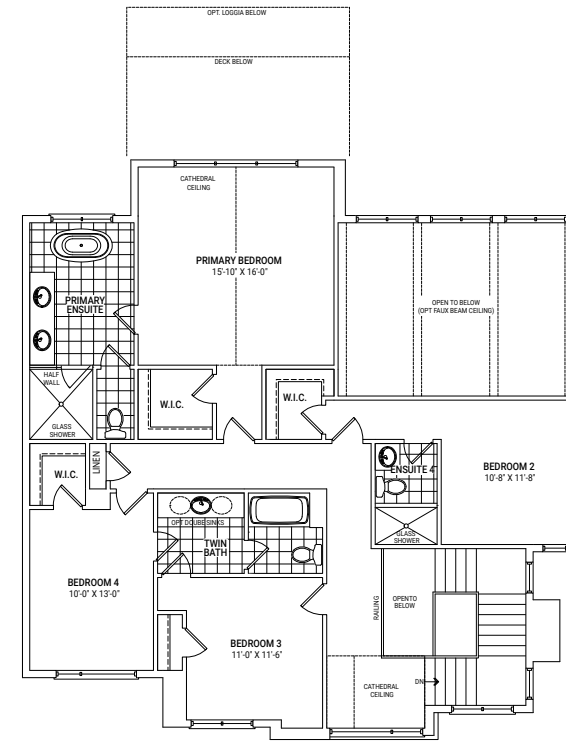 OPT. LOGGIA BELOW
DECK BELOW
CATHEDRAL
CEILING
PRIMARY BEDROOM
15'-10" X 16'-0"
PRIMARY
ENSUITE
OPEN TO BELOW
(OPT FAUX BEAM CEILING)
HALF
WALL
GLASS
SHOWER
W.I.C.
W.I.C.
W.I.C.
LINEN
ENSUITE 4
BEDROOM 2
10'-8" X 11'-8"
GLASS
SHOWER
OPT DOUBE SINKS
TWIN
BATH
BEDROOM 4
10'-0" X 13'-0"
BEDROOM 3
11'-0" X 11'-6"
RAILING
OPEN TO
BELOW
CATHEDRAL
CEILING
DN